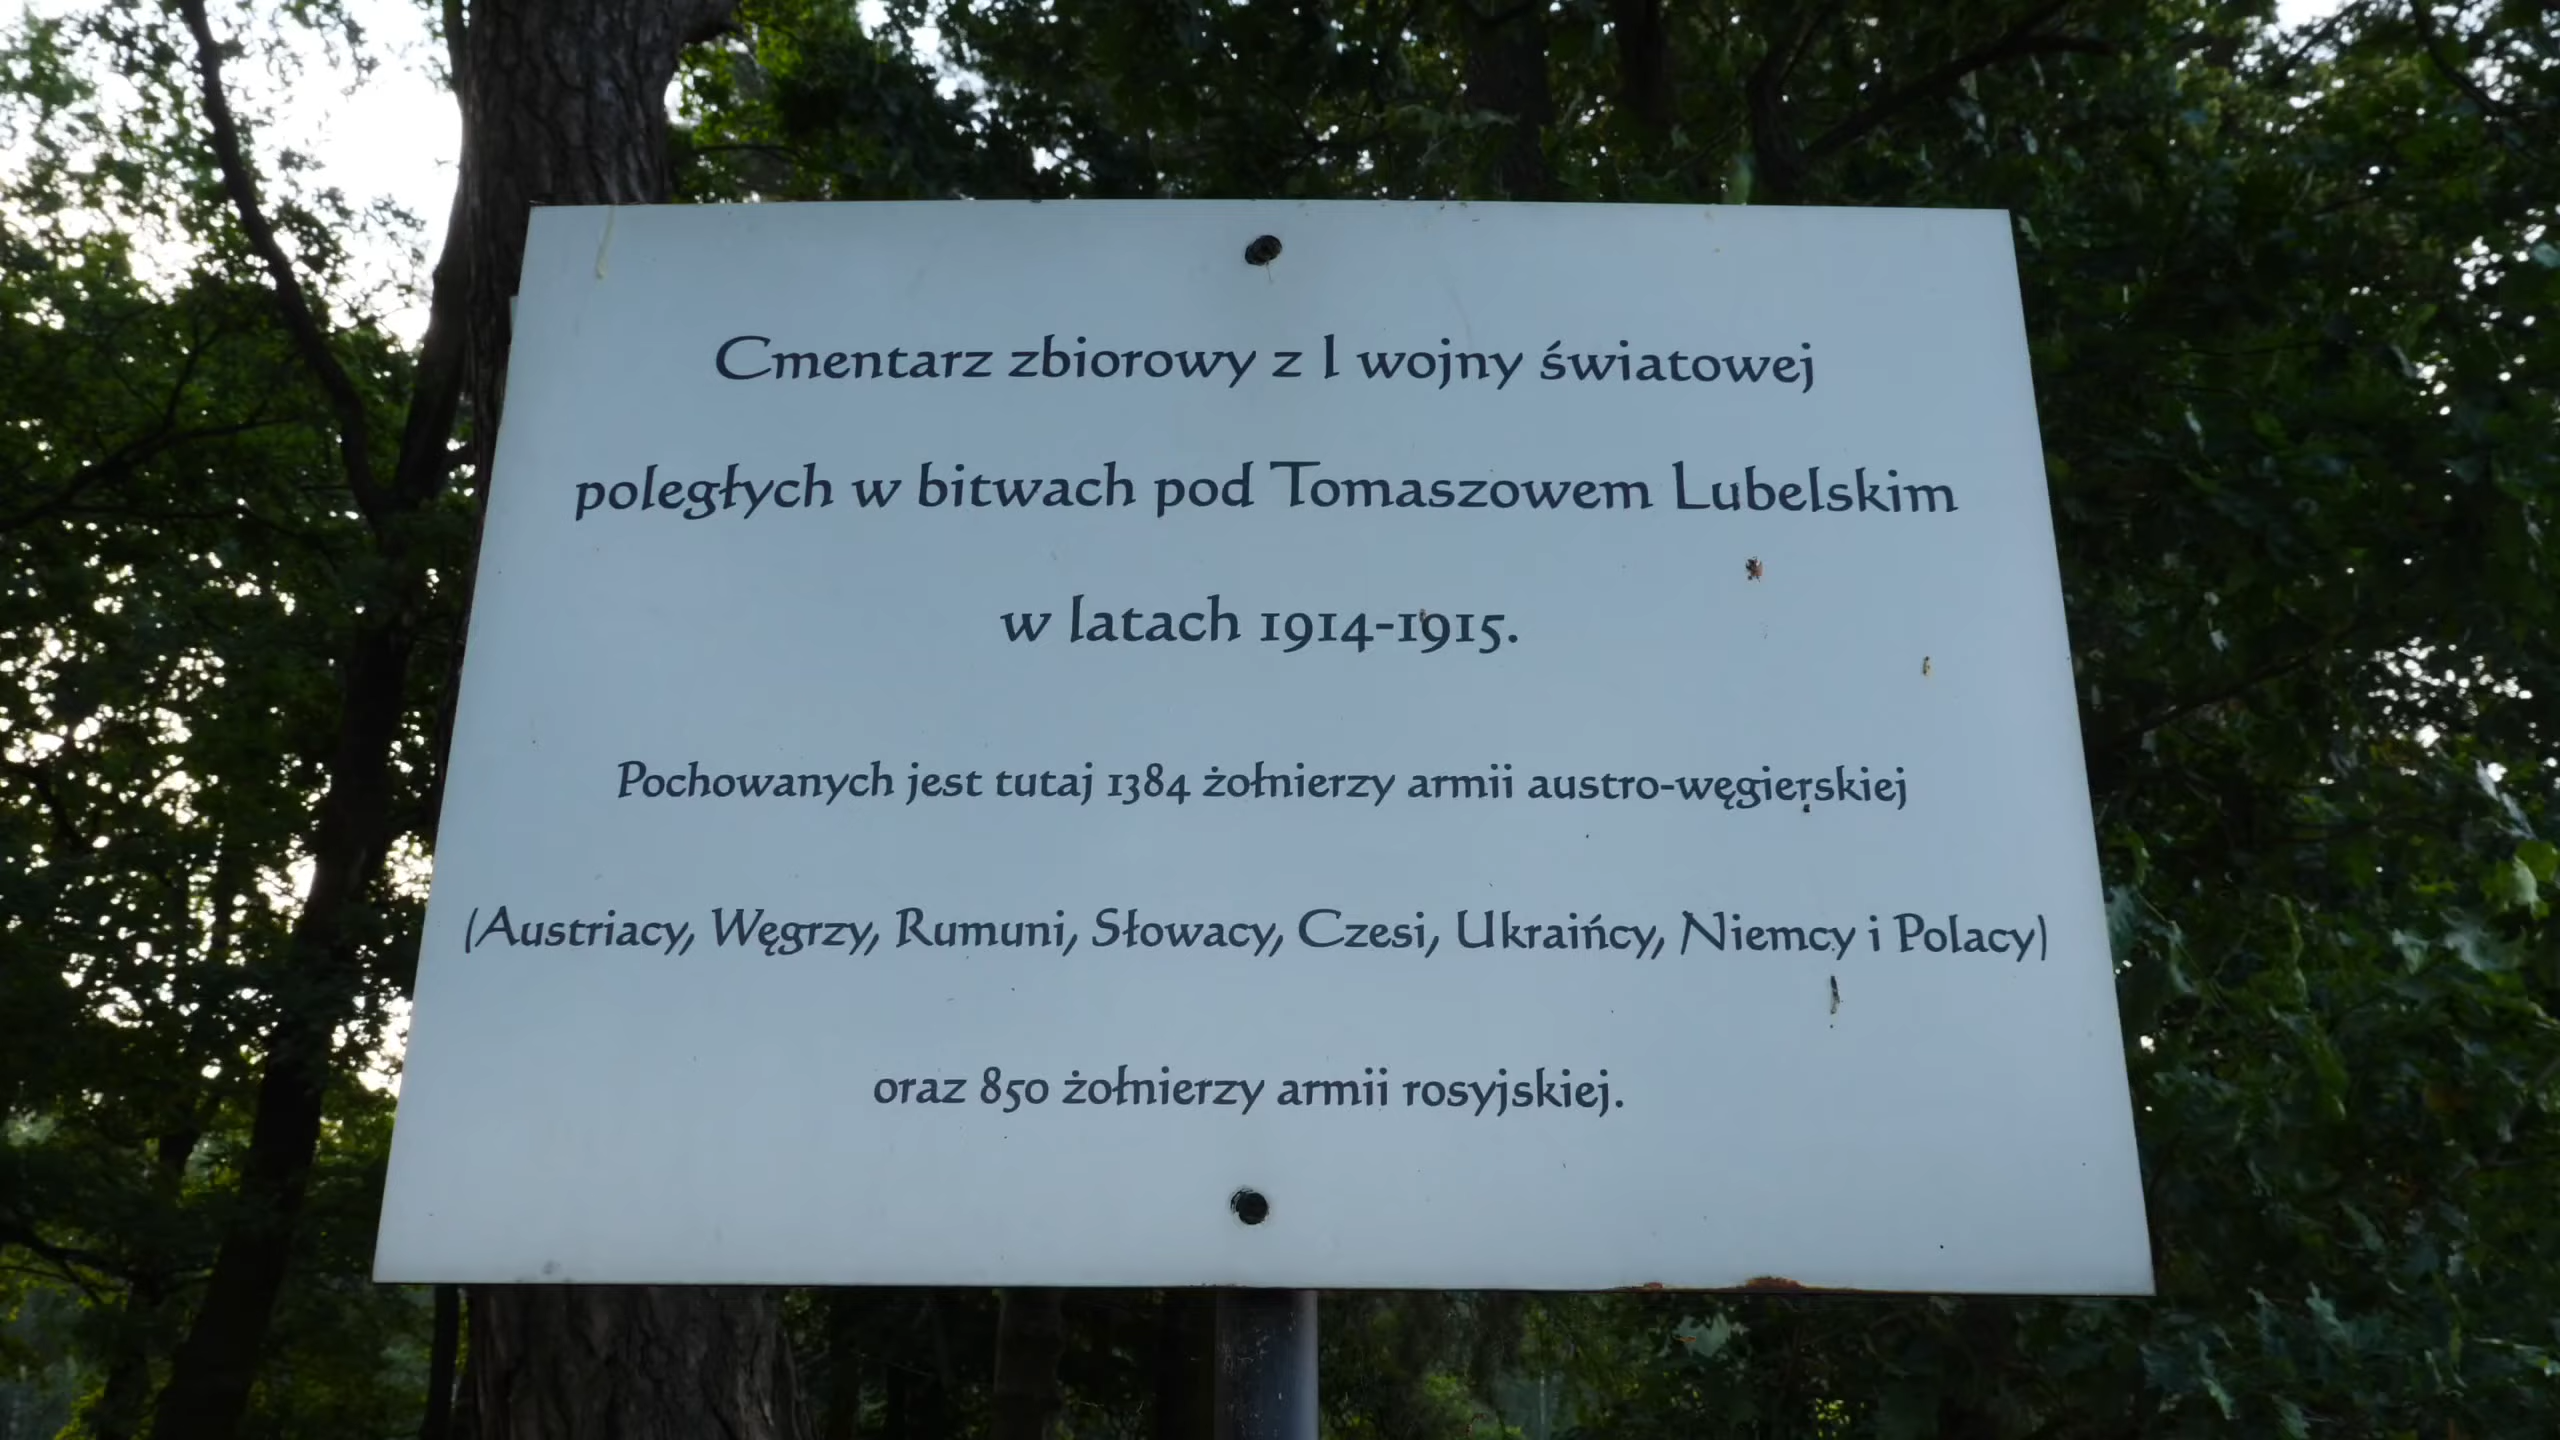 Cmentarz zbiorowy z I wojny światowej
poległych w bitwach pod Tomaszowem Lubelskim
w latach 1914-1915.
Pochowanych jest tutaj 1384 żołnierzy armii austro-węgierskiej
(Austriacy, Węgrzy, Rumuni, Słowacy, Czesi, Ukraińcy, Niemcy i Polacy)
oraz 850 żołnierzy armii rosyjskiej.